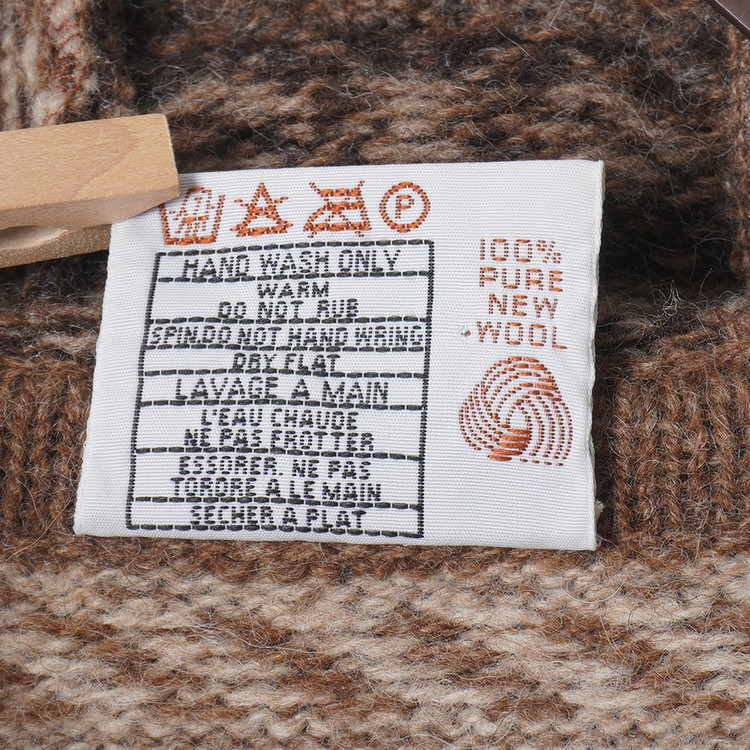 P
HAND WASH ONLY
WARM
DO NOT RUB
SPIN.DO NOT HAND WRING
DRY FLAT
LAVAGE A MAIN
L'EAU CHAUDE
NE PAS FROTTER
ESSORER. NE PAS
TORDRE A LE MAIN
SECHER A PLAT
100%
PURE
NEW
WOOL